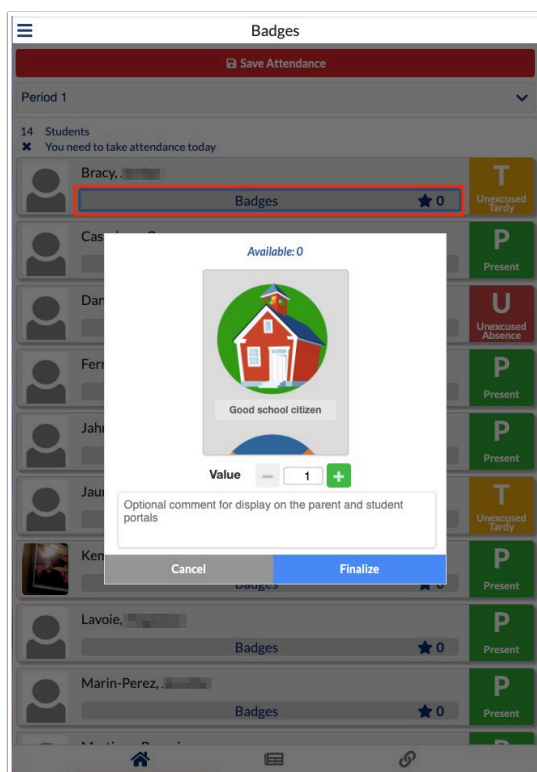 Badges
Save Attendance
Period 1
14 Students
You need to take attendance today
Bracy,
Badges 0
T
Unexcused
Tardy
P
Present
U
Unexcused
Absence
P
Present
P
Present
T
Unexcused
Tardy
P
Present
Available: 0
Good school citizen
Value 1
Optional comment for display on the parent and student
portals
Cancel Finalize
Lavoie,
Badges 0
P
Present
Marin-Perez,
Badges 0
P
Present